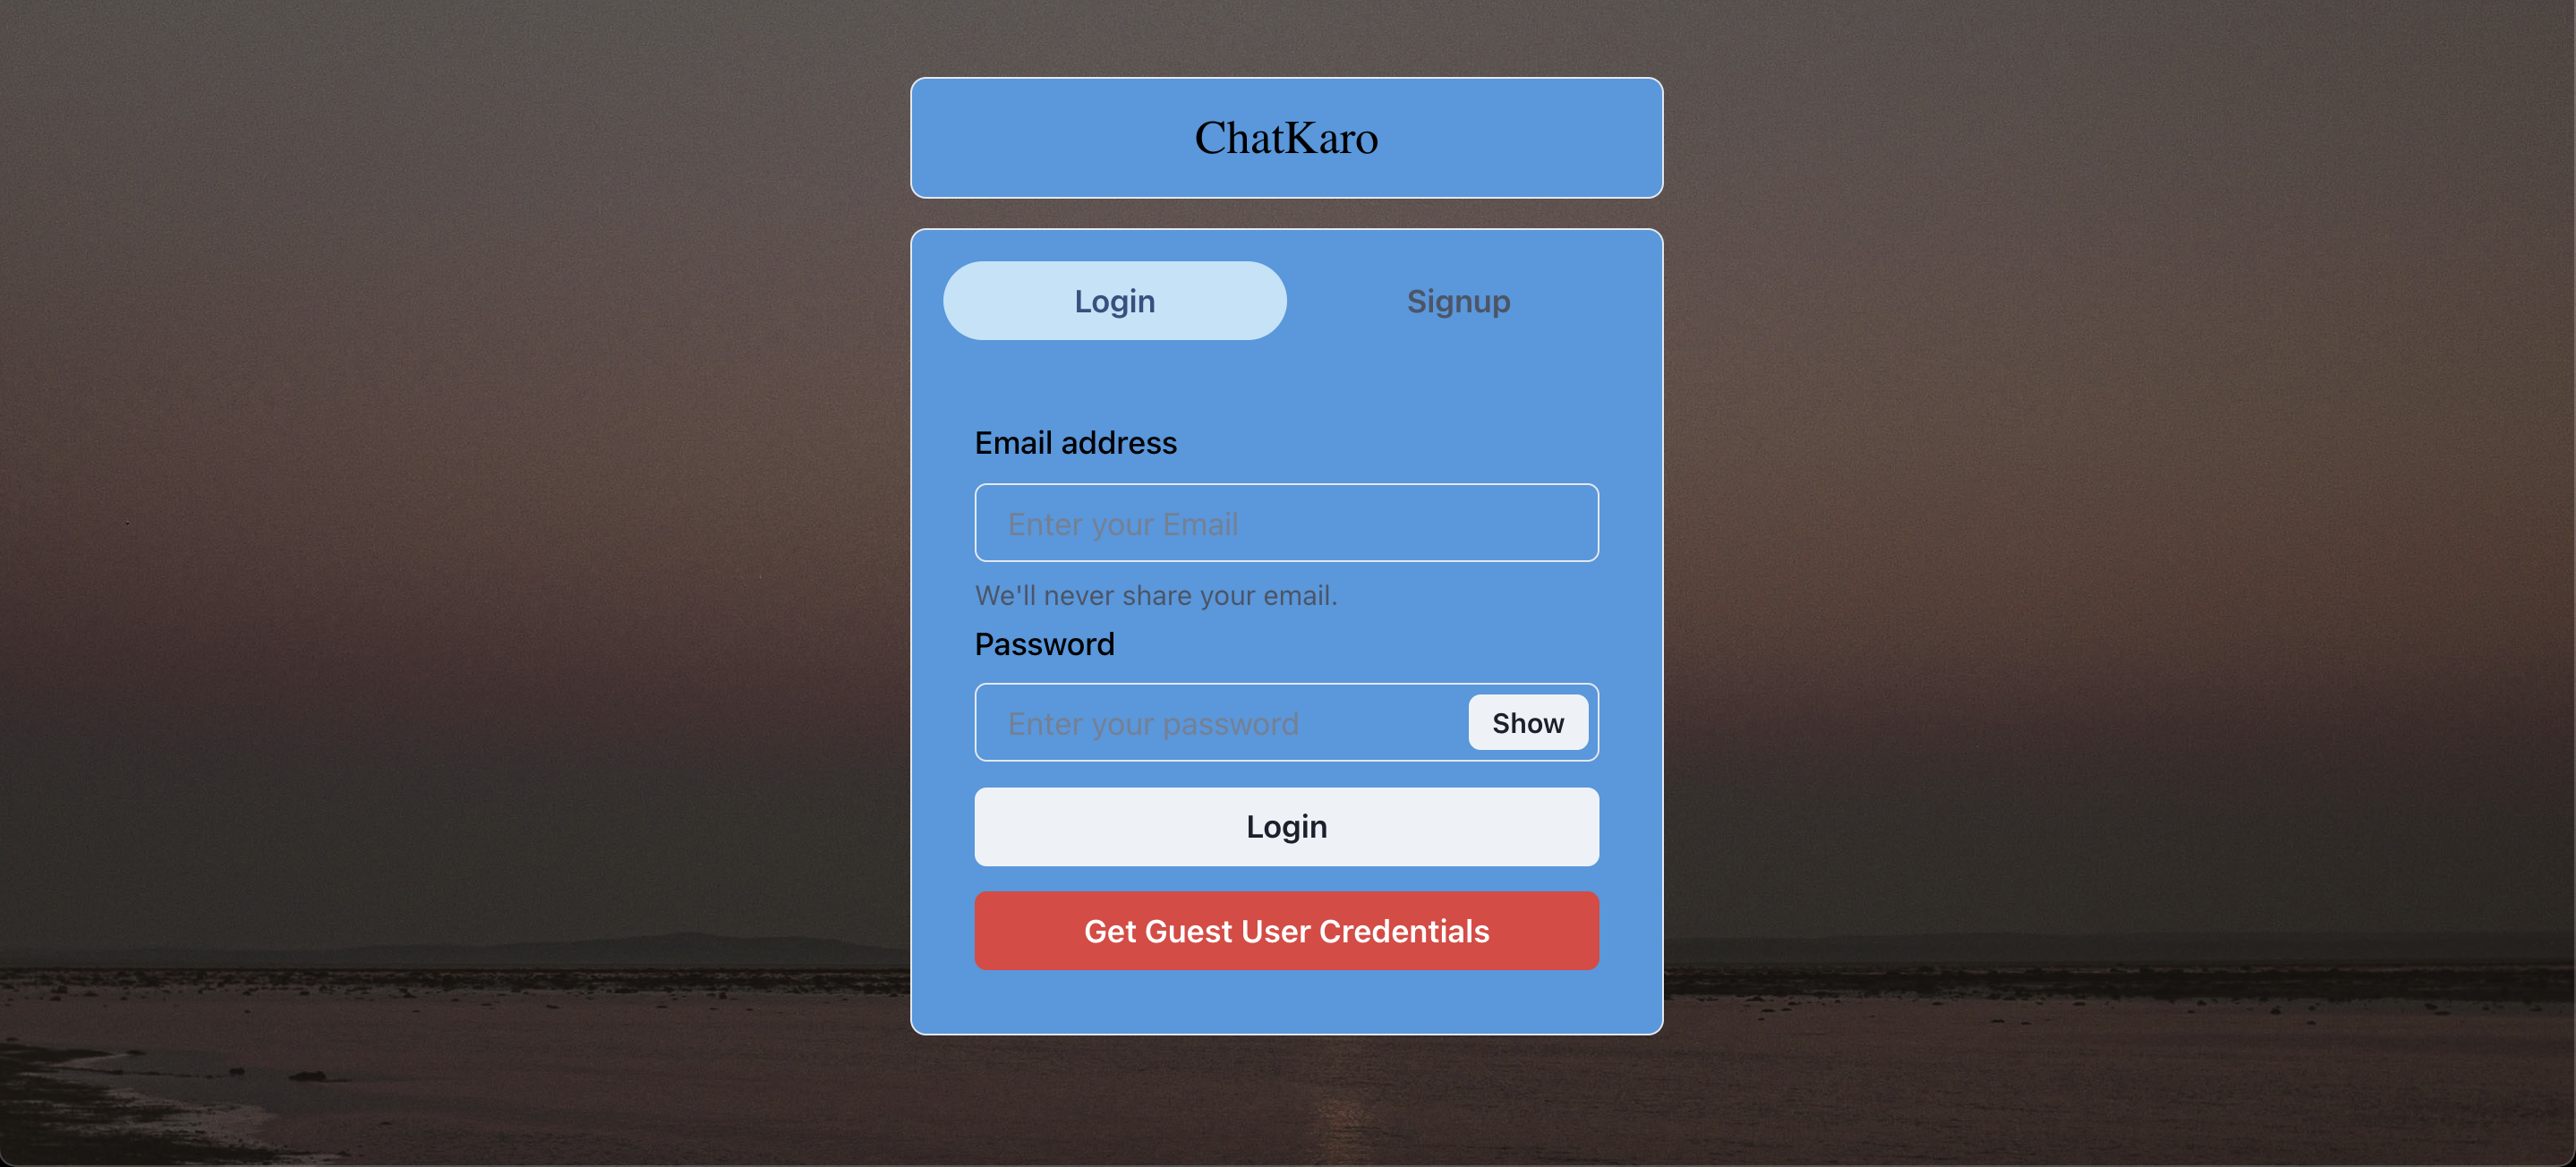 ChatKaro
Login Signup
Email address
Enter your Email
We'll never share your email.
Password
Enter your password Show
Login
Get Guest User Credentials